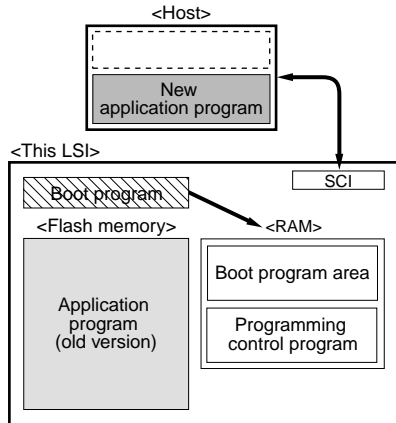 <Host>
New
application program
<This LSI>
SCI
Boot program
<Flash memory>
<RAM>
Application
program
(old version)
Boot program area
Programming
control program